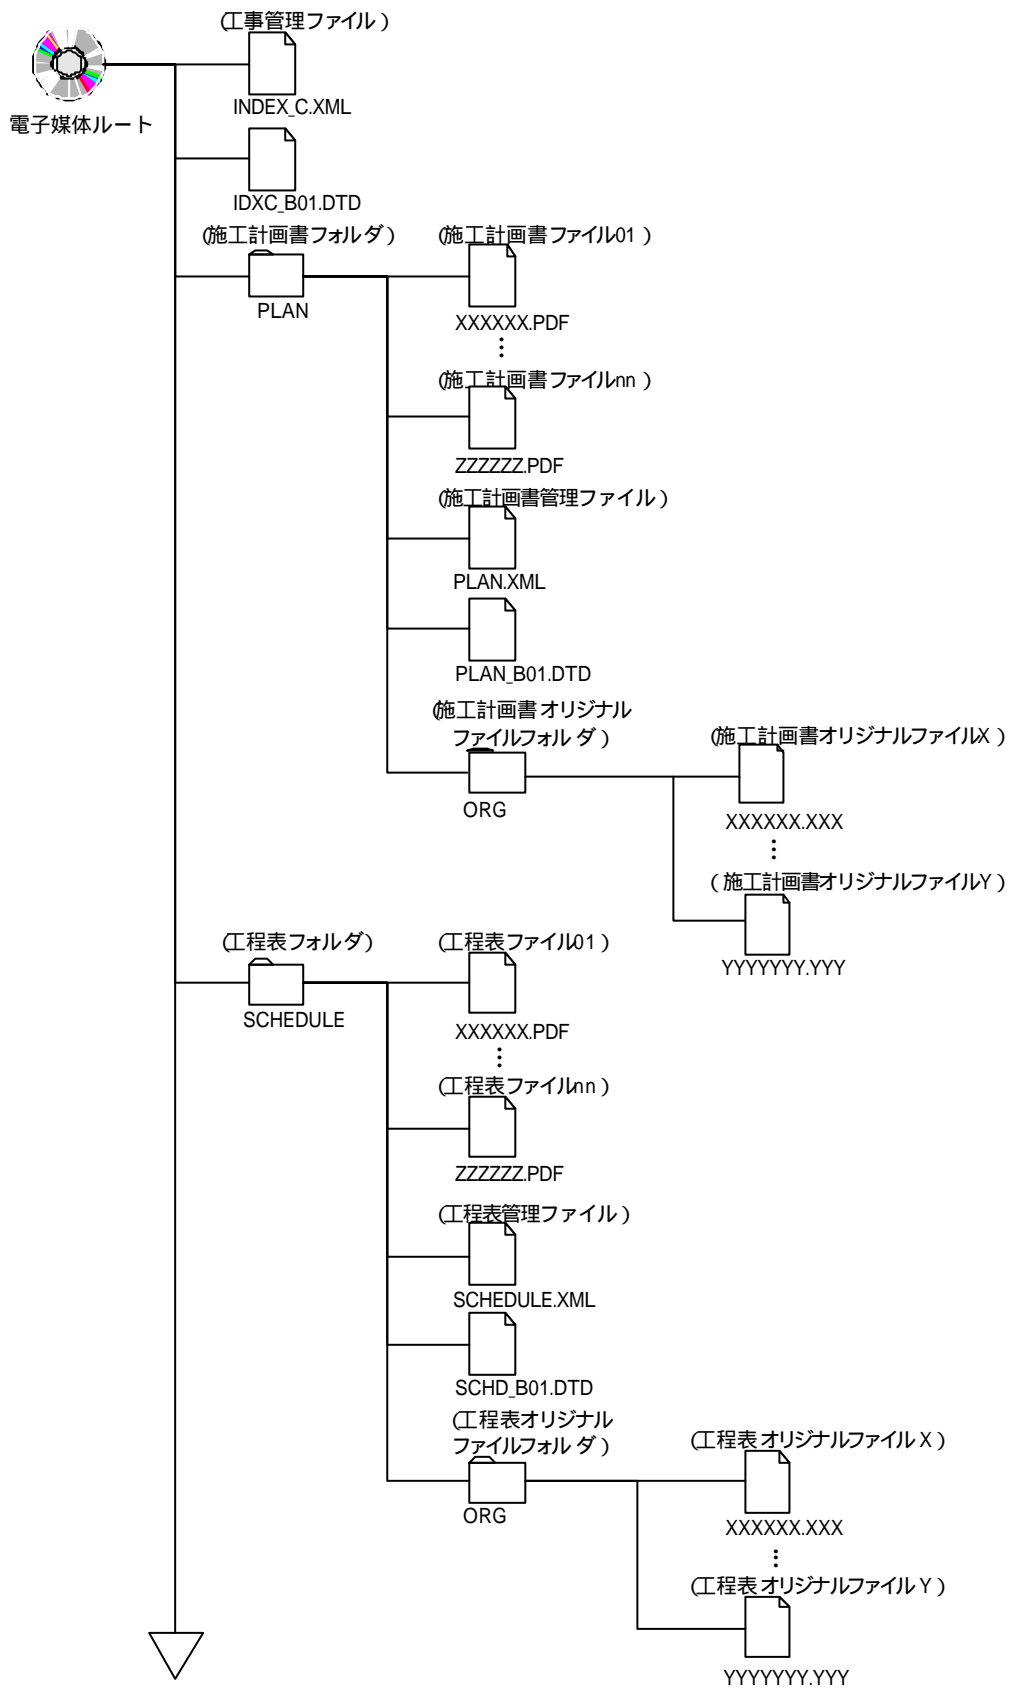 (工事管理ファイル)
INDEX_C.XML
電子媒体ルート
IDXC_B01.DTD
(施工計画書フォルダ)
PLAN
(施工計画書ファイル01)
XXXXXX.PDF
⋮
(施工計画書ファイルnn)
ZZZZZZ.PDF
(施工計画書管理ファイル)
PLAN.XML
PLAN_B01.DTD
(施工計画書オリジナル
ファイルフォルダ)
ORG
(施工計画書オリジナルファイルX)
XXXXXX.XXX
⋮
(施工計画書オリジナルファイルY)
YYYYYYY.YYY
(工程表フォルダ)
SCHEDULE
(工程表ファイル01)
XXXXXX.PDF
⋮
(工程表ファイルnn)
ZZZZZZ.PDF
(工程表管理ファイル)
SCHEDULE.XML
SCHD_B01.DTD
(工程表オリジナル
ファイルフォルダ)
ORG
(工程表オリジナルファイルX)
XXXXXX.XXX
⋮
(工程表オリジナルファイルY)
YYYYYYY.YYY